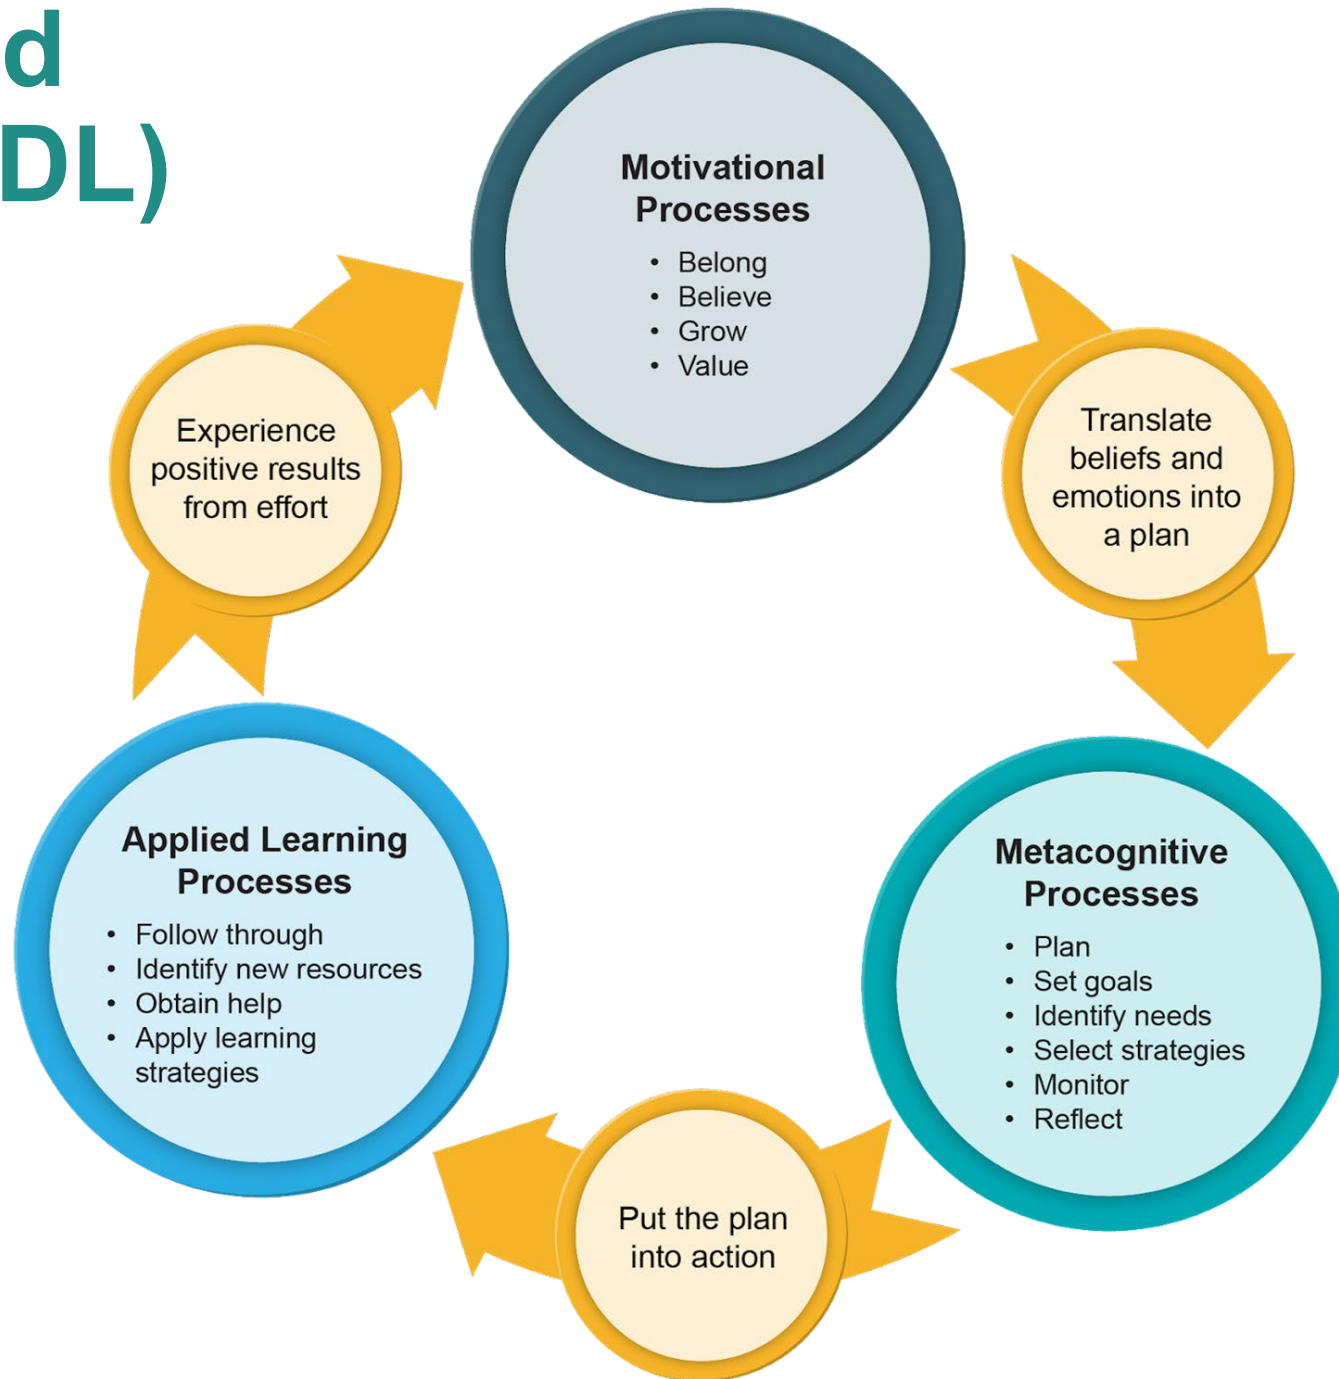 d
DL)
Motivational
Processes
• Belong
• Believe
• Grow
• Value
Experience
positive results
from effort
Translate
beliefs and
emotions into
a plan
Applied Learning
Processes
• Follow through
• Identify new resources
• Obtain help
• Apply learning
strategies
Metacognitive
Processes
• Plan
• Set goals
• Identify needs
• Select strategies
• Monitor
• Reflect
Put the plan
into action